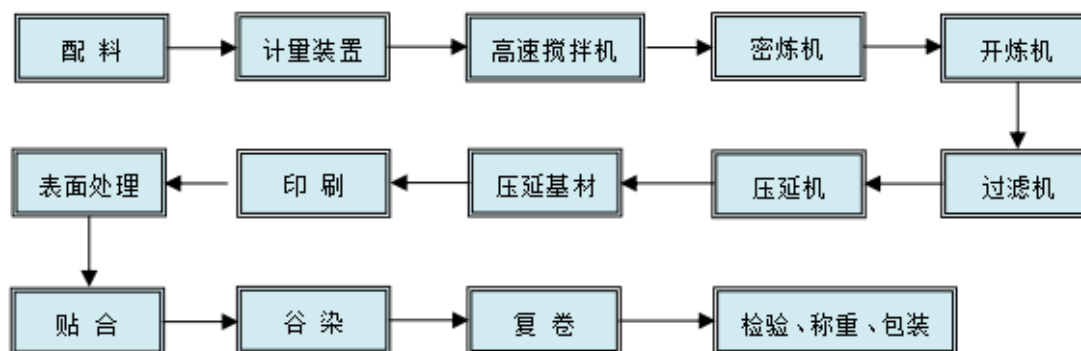 配 料
计量装置
高速搅拌机
密炼机
开炼机
过滤机
压延机
压延基材
印 刷
表面处理
贴 合
谷 染
复 卷
检验、称重、包装